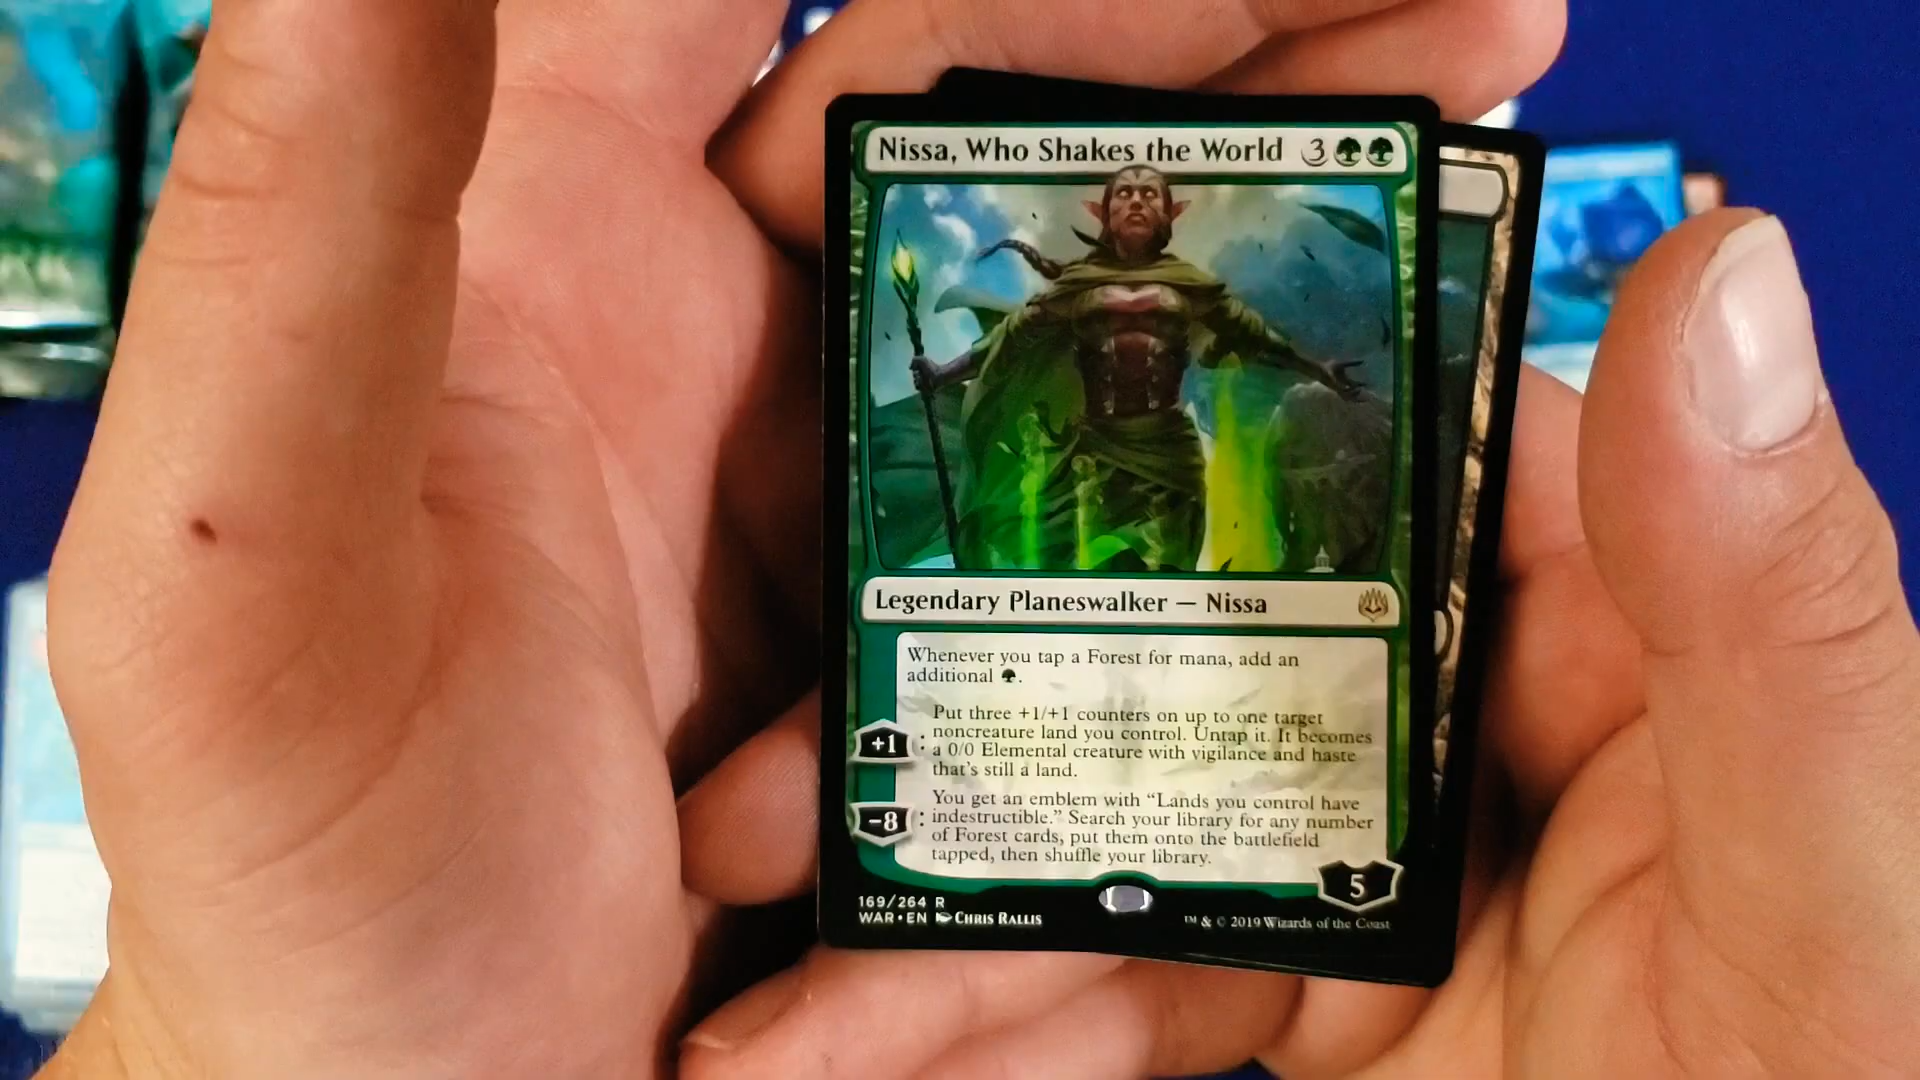 Nissa, Who Shakes the World 3
Legendary Planeswalker — Nissa
Whenever you tap a Forest for mana, add an
additional .
Put three +1/+1 counters on up to one target
noncreature land you control. Untap it. It becomes
+1 : a 0/0 Elemental creature with vigilance and haste
that's still a land.
You get an emblem with “Lands you control have
-8 : indestructible.” Search your library for any number
of Forest cards, put them onto the battlefield
tapped, then shuffle your library.
5
169/264 R
WAR • EN Chris Rallis
™ & © 2019 Wizards of the Coast